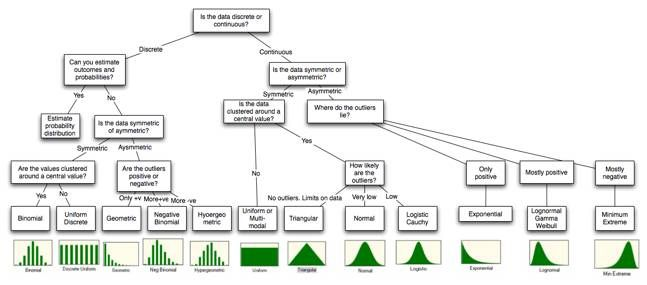 Is the data discrete or
continuous?
Discrete
Continuous
Can you estimate
outcomes and
probabilities?
Is the data symmetric or
asymmetric?
Symmetric
Asymmetric
Yes
No
Is the data
clustered around a
central value?
Where do the outliers
lie?
Estimate
probability
distribution
Is the data symmetric
of asymmetric?
Symmetric
Aysmmetric
Yes
No
Are the values clustered
around a central value?
Are the outliers
positive or
negative?
How likely
are the
outliers?
Only
positive
Mostly positive
Mostly
negative
Yes
No
Only +v
More+ve
More -ve
No outliers. Limits on data
Very low
Low
Binomial
Uniform
Discrete
Geometric
Negative
Binomial
Hyoergeo
metric
Uniform or
Multi-
modal
Triangular
Normal
Logistic
Cauchy
Exponential
Lognormal
Gamma
Weibull
Minimum
Extreme
Binomial
Discrete Uniform
Geometric
Neg Binomial
Hypergeometric
Uniform
Triangular
Normal
Logistic
Exponential
Lognormal
Min Extreme